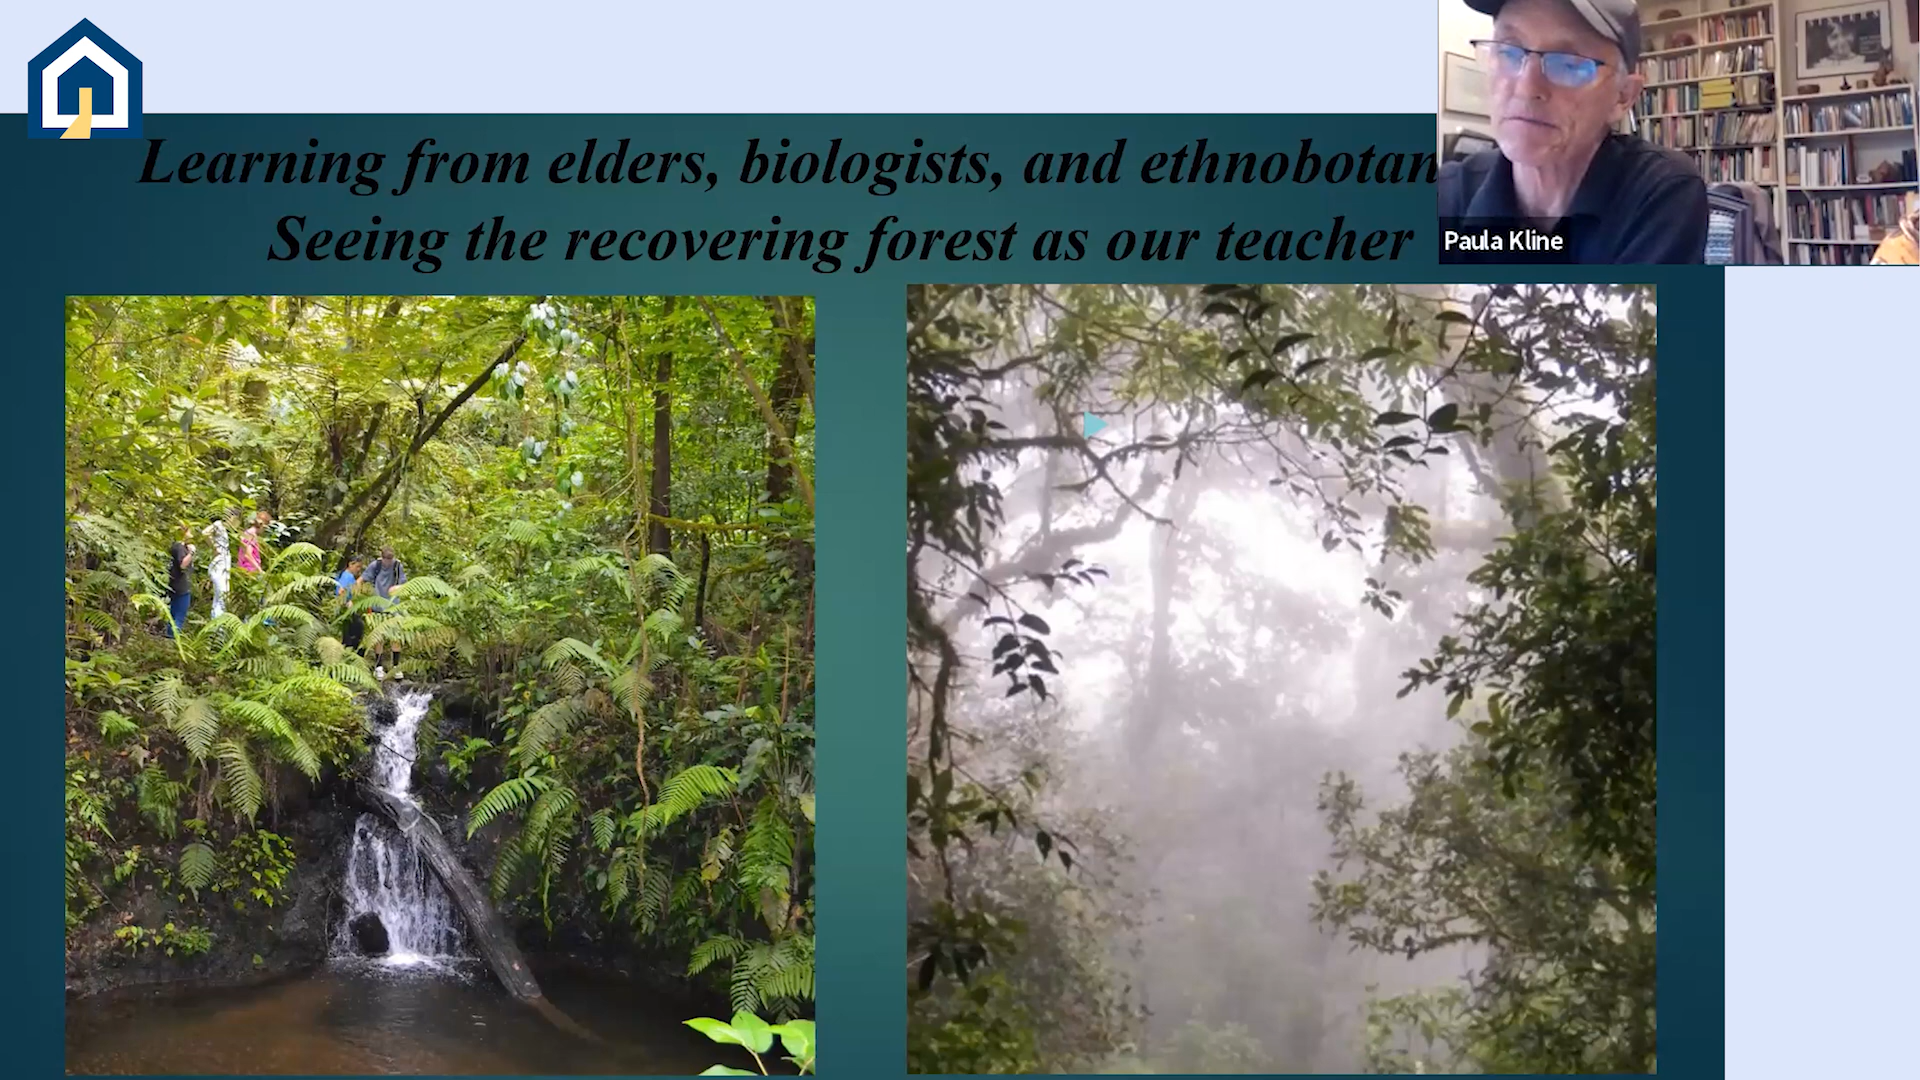 Learning from elders, biologists, and ethnobotan
Seeing the recovering forest as our teacher
Paula Kline